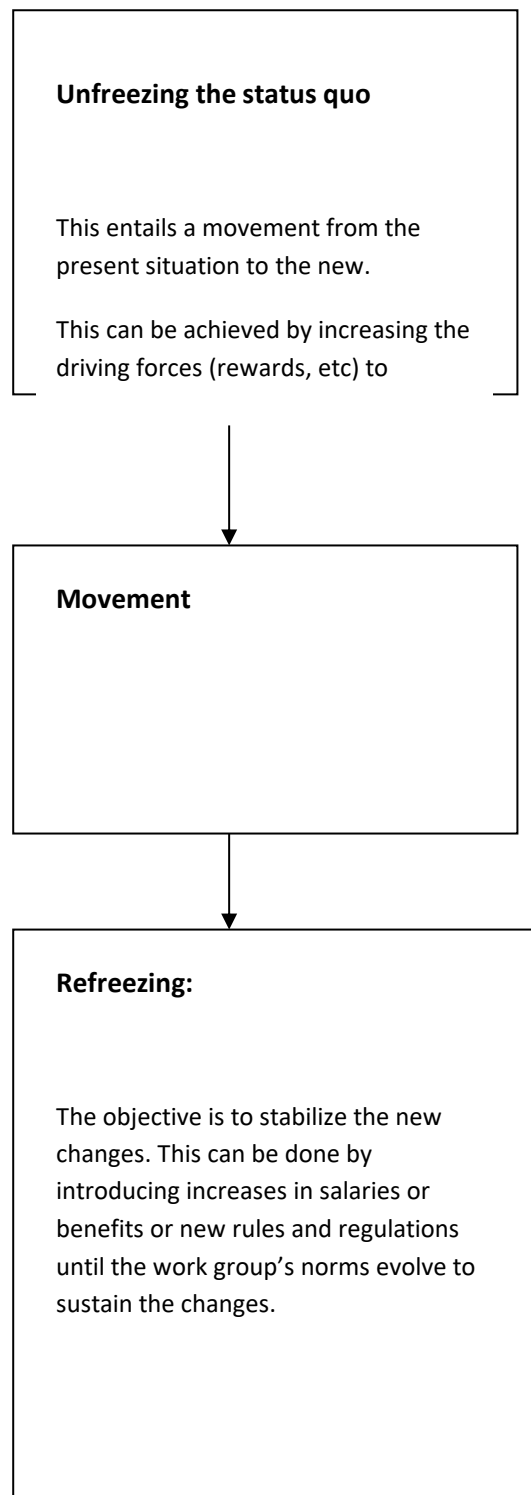 Unfreezing the status quo
This entails a movement from the
present situation to the new.
This can be achieved by increasing the
driving forces (rewards, etc) to
Movement
Refreezing:
The objective is to stabilize the new
changes. This can be done by
introducing increases in salaries or
benefits or new rules and regulations
until the work group’s norms evolve to
sustain the changes.